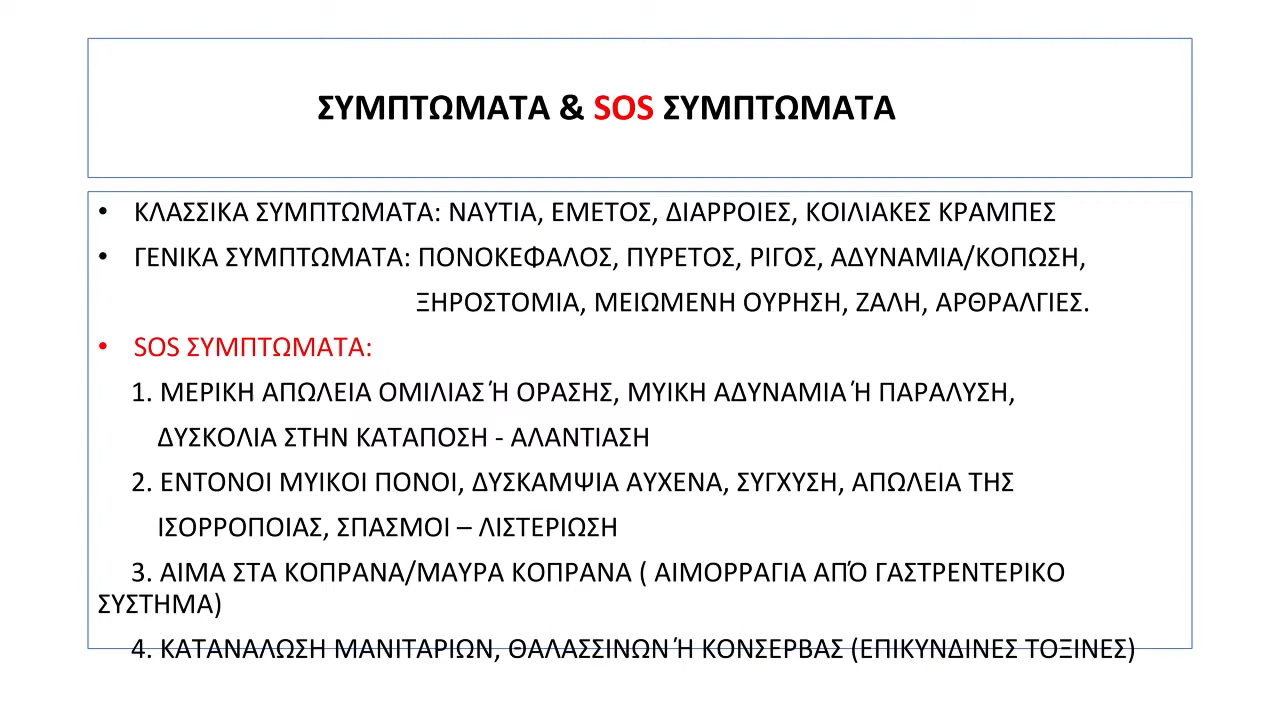 ΣΥΜΠΤΩΜΑΤΑ & SOS ΣΥΜΠΤΩΜΑΤΑ
• ΚΛΑΣΣΙΚΑ ΣΥΜΠΤΩΜΑΤΑ: ΝΑΥΤΙΑ, ΕΜΕΤΟΣ, ΔΙΑΡΡΟΙΕΣ, ΚΟΙΛΙΑΚΕΣ ΚΡΑΜΠΕΣ
• ΓΕΝΙΚΑ ΣΥΜΠΤΩΜΑΤΑ: ΠΟΝΟΚΕΦΑΛΟΣ, ΠΥΡΕΤΟΣ, ΡΙΓΟΣ, ΑΔΥΝΑΜΙΑ/ΚΟΠΩΣΗ,
ΞΗΡΟΣΤΟΜΙΑ, ΜΕΙΩΜΕΝΗ ΟΥΡΗΣΗ, ΖΑΛΗ, ΑΡΘΡΑΛΓΙΕΣ.
• SOS ΣΥΜΠΤΩΜΑΤΑ:
1. ΜΕΡΙΚΗ ΑΠΩΛΕΙΑ ΟΜΙΛΙΑΣ Ή ΟΡΑΣΗΣ, ΜΥΙΚΗ ΑΔΥΝΑΜΙΑ Ή ΠΑΡΑΛΥΣΗ,
ΔΥΣΚΟΛΙΑ ΣΤΗΝ ΚΑΤΑΠΟΣΗ - ΑΛΑΝΤΙΑΣΗ
2. ΕΝΤΟΝΟΙ ΜΥΙΚΟΙ ΠΟΝΟΙ, ΔΥΣΚΑΜΨΙΑ ΑΥΧΕΝΑ, ΣΥΓΧΥΣΗ, ΑΠΩΛΕΙΑ ΤΗΣ
ΙΣΟΡΡΟΠΟΙΑΣ, ΣΠΑΣΜΟΙ – ΛΙΣΤΕΡΙΩΣΗ
3. ΑΙΜΑ ΣΤΑ ΚΟΠΡΑΝΑ/ΜΑΥΡΑ ΚΟΠΡΑΝΑ ( ΑΙΜΟΡΡΑΓΙΑ ΑΠΌ ΓΑΣΤΡΕΝΤΕΡΙΚΟ
ΣΥΣΤΗΜΑ)
4. ΚΑΤΑΝΑΛΩΣΗ ΜΑΝΙΤΑΡΙΩΝ, ΘΑΛΑΣΣΙΝΩΝ Ή ΚΟΝΣΕΡΒΑΣ (ΕΠΙΚΥΝΔΙΝΕΣ ΤΟΞΙΝΕΣ)